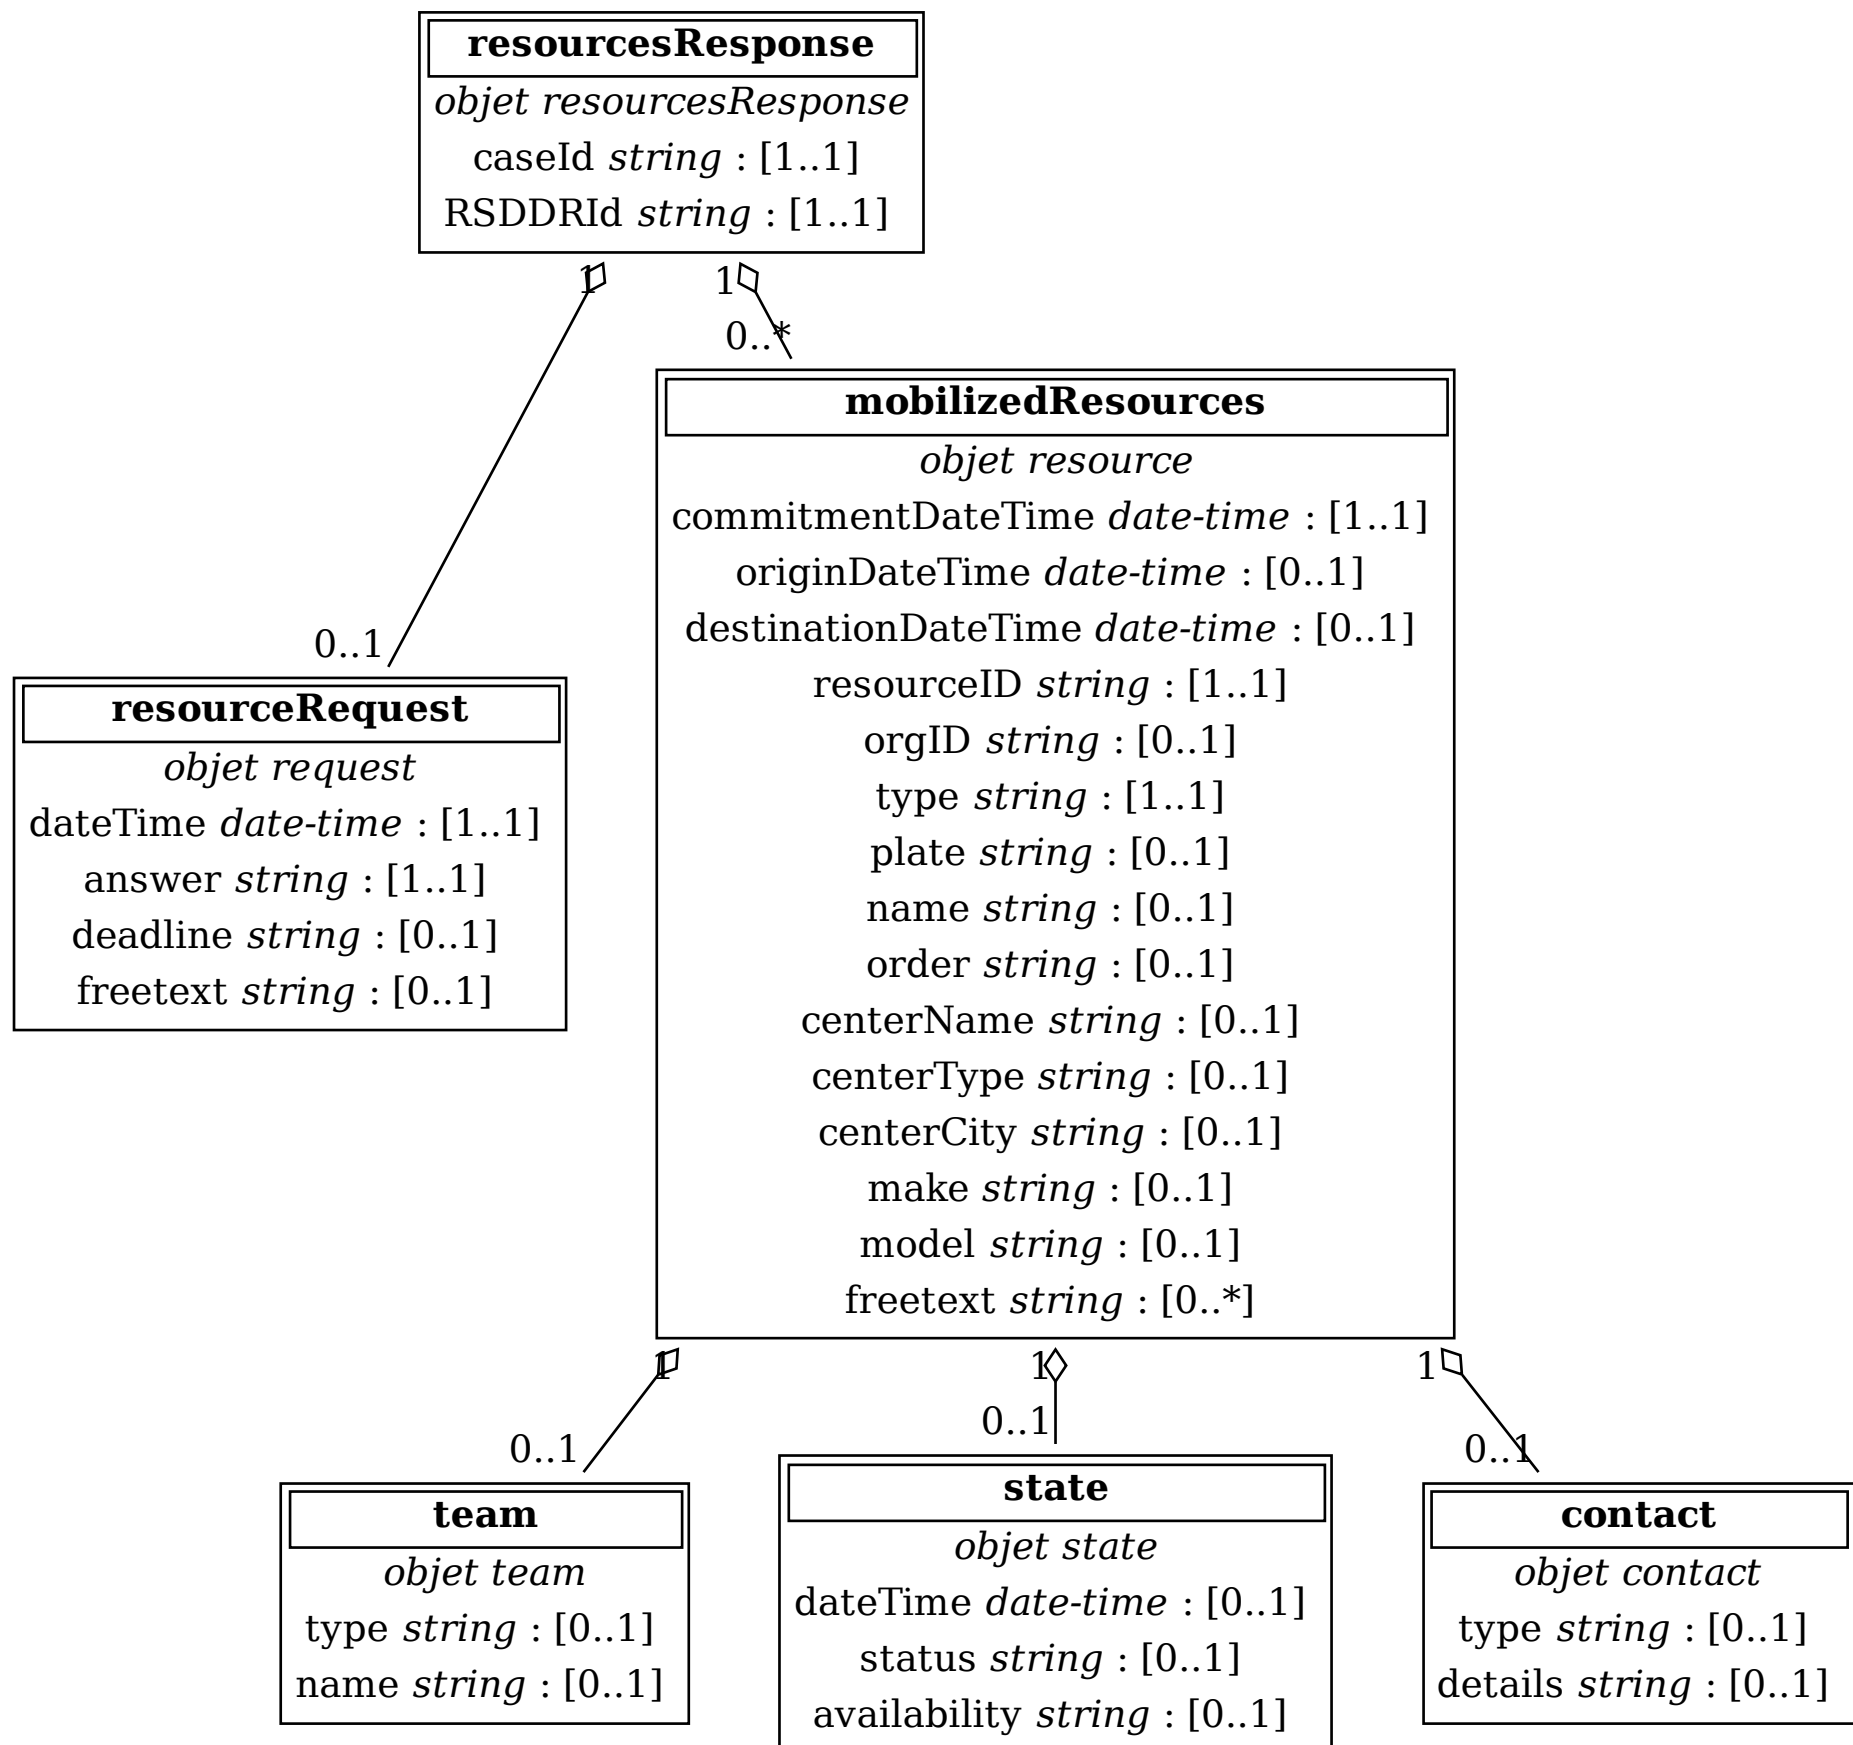 resourcesResponse
objet resourcesResponse
caseId string : [1..1]
RSDDRId string : [1..1]
1
1
0..*
0..1
mobilizedResources
objet resource
commitmentDateTime date-time : [1..1]
originDateTime date-time : [0..1]
destinationDateTime date-time : [0..1]
resourceID string : [1..1]
orgID string : [0..1]
type string : [1..1]
plate string : [0..1]
name string : [0..1]
order string : [0..1]
centerName string : [0..1]
centerType string : [0..1]
centerCity string : [0..1]
make string : [0..1]
model string : [0..1]
freetext string : [0..*]
resourceRequest
objet request
dateTime date-time : [1..1]
answer string : [1..1]
deadline string : [0..1]
freetext string : [0..1]
1
1
1
0..1
0..1
0..1
team
objet team
type string : [0..1]
name string : [0..1]
state
objet state
dateTime date-time : [0..1]
status string : [0..1]
availability string : [0..1]
contact
objet contact
type string : [0..1]
details string : [0..1]